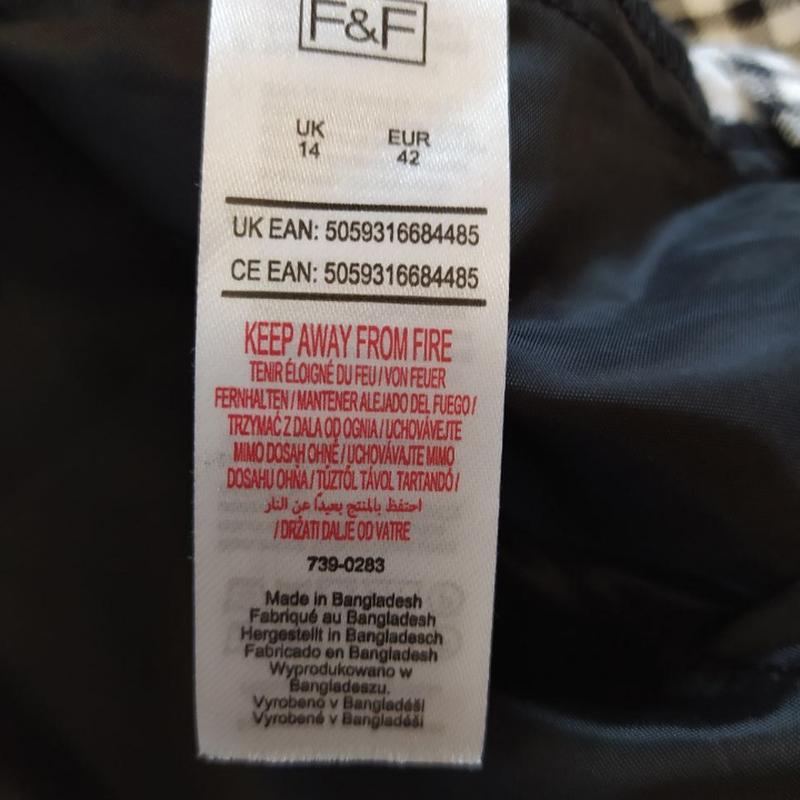 F&F
UK EUR
14 42
UK EAN: 5059316684485
CE EAN: 5059316684485
KEEP AWAY FROM FIRE
TENIR ÉLOIGNÉ DU FEU / VON FEUER
FERNHALTEN / MANTENER ALEJADO DEL FUEGO /
TRZYMAĆ Z DALA OD OGNIA / UCHOVÁVEJTE
MIMO DOSAH OHNĚ / UCHOVÁVAJTE MIMO
DOSAHU OHŇA / TŰZTŐL TÁVOL TARTANDÓ /
احتفظ بالمنتج بعيدًا عن النار
/ DRŽATI DALJE OD VATRE
739-0283
Made in Bangladesh
Fabriqué au Bangladesh
Hergestellt in Bangladesch
Fabricado en Bangladesh
Wyprodukowano w
Bangladeszu.
Vyrobeno v Bangladéši
Vyrobené v Bangladéši